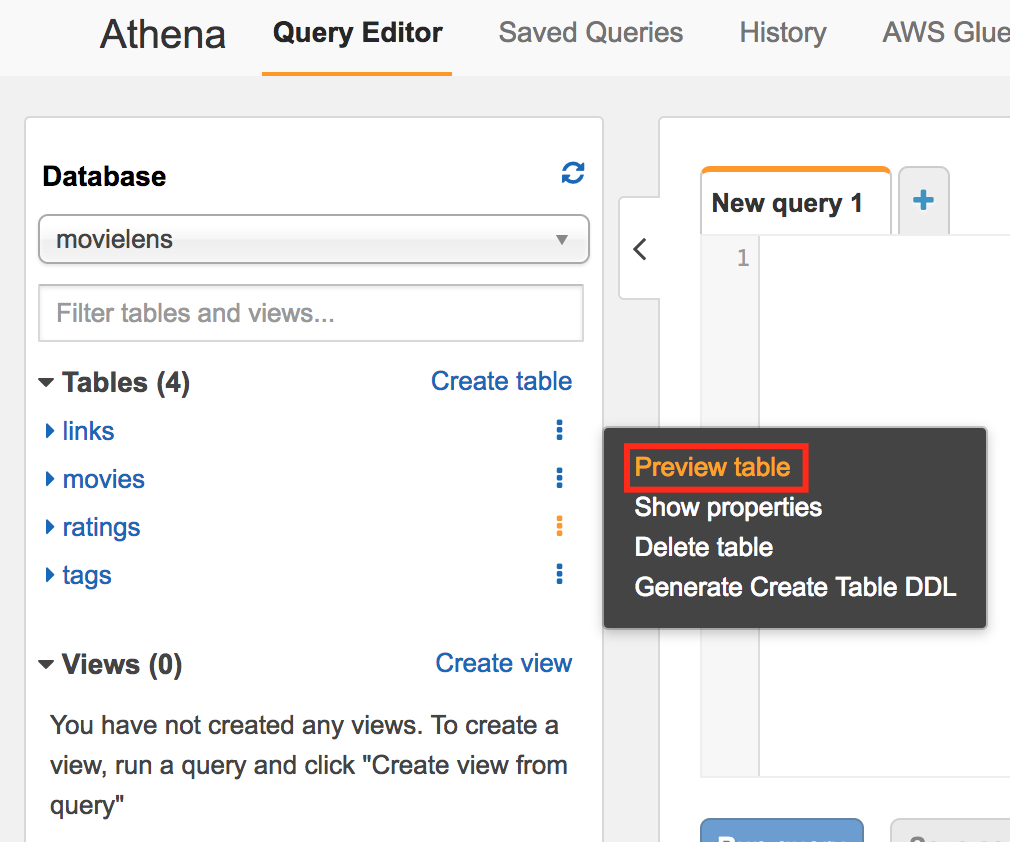 Athena Query Editor Saved Queries History AWS Glue
Database
movielens
New query 1
Filter tables and views...
1
Tables (4) Create table
links
movies
ratings
tags
Preview table
Show properties
Delete table
Generate Create Table DDL
Views (0) Create view
You have not created any views. To create a
view, run a query and click "Create view from
query"